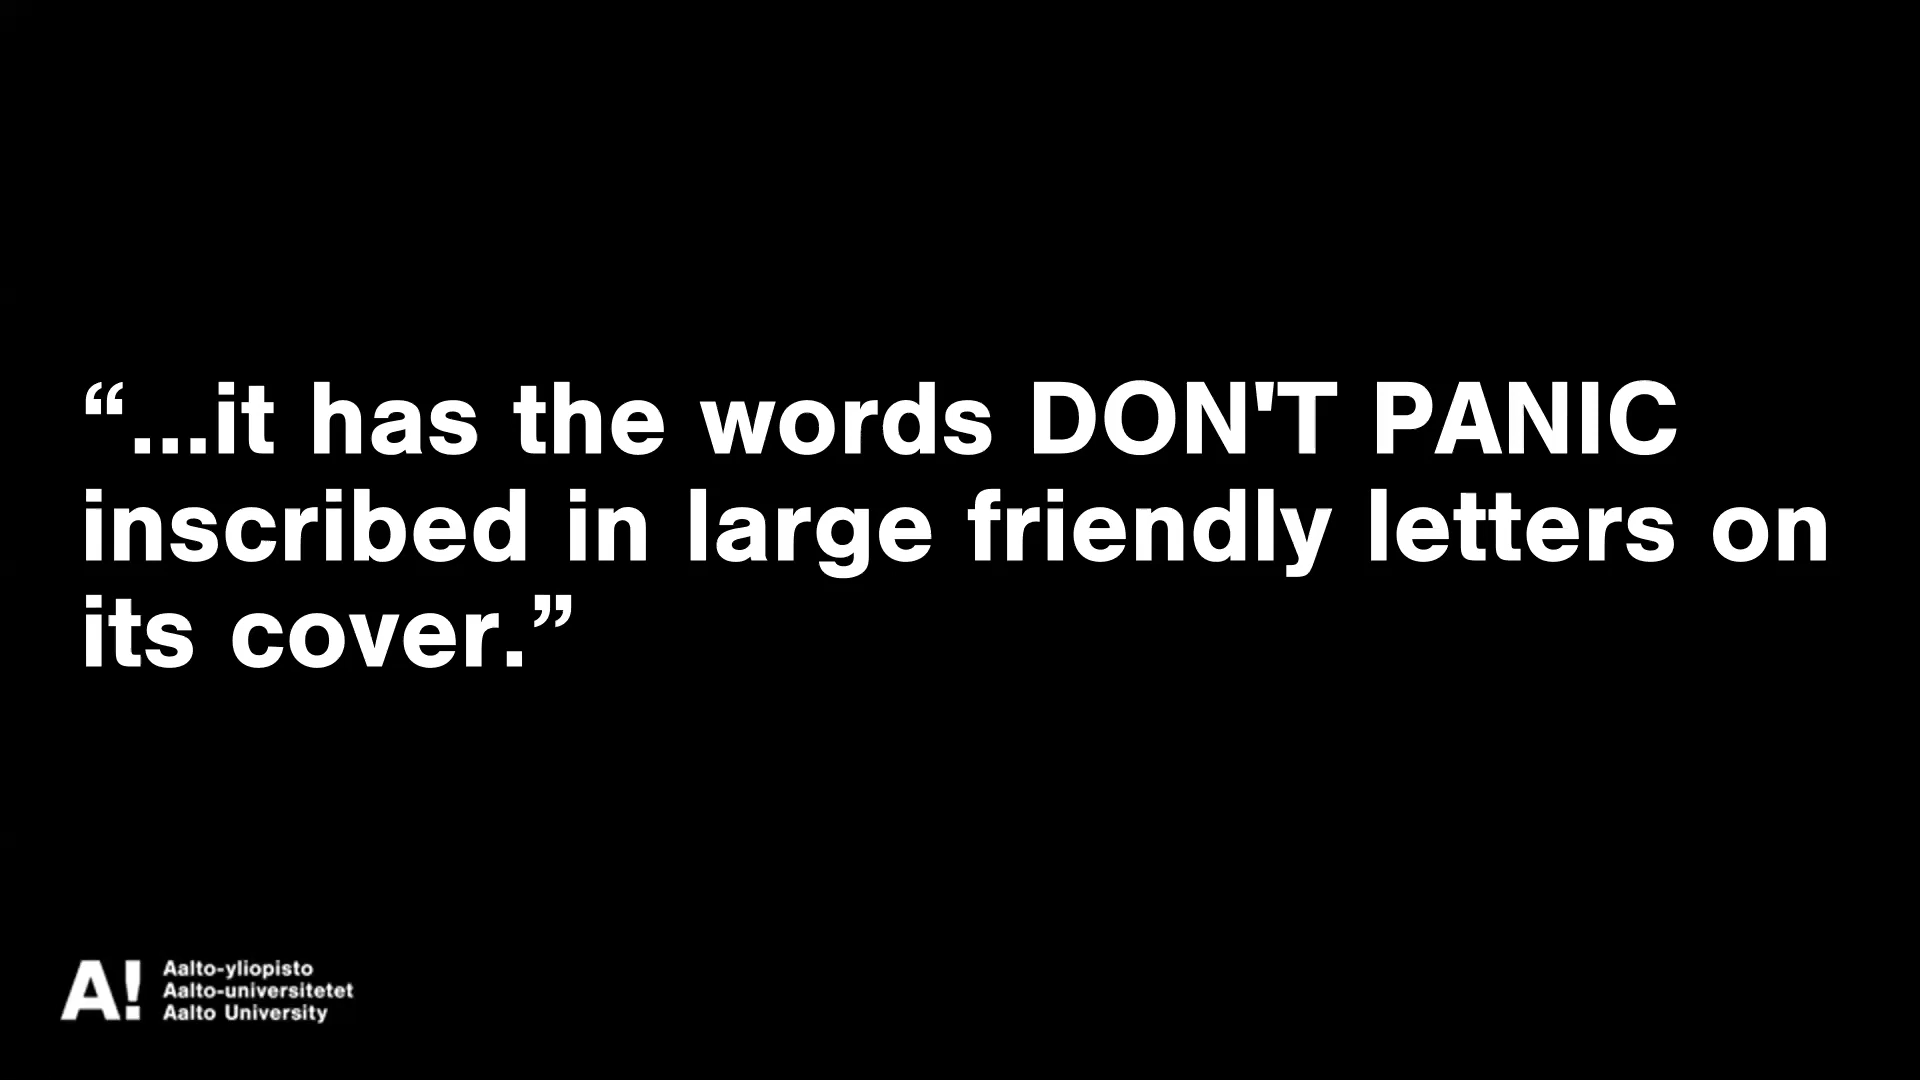 “...it has the words DON'T PANIC
inscribed in large friendly letters on
its cover.”
A!
Aalto-yliopisto
Aalto-universitetet
Aalto University